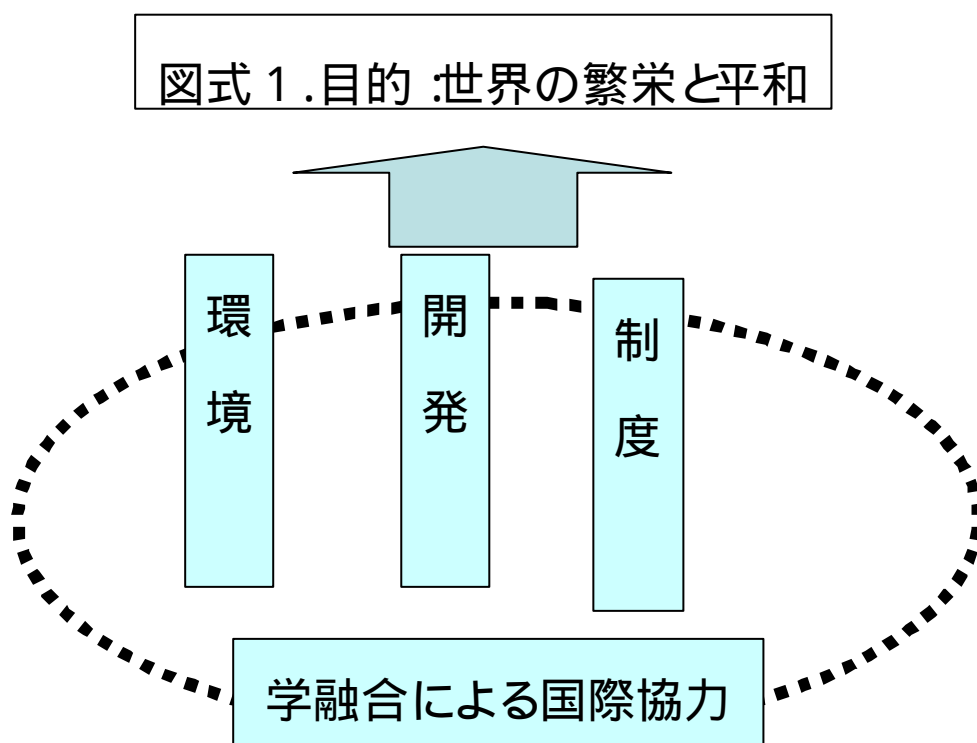 図式 1 .目的 :世界の繁栄と平和
環境
開発
制度
学融合による国際協力